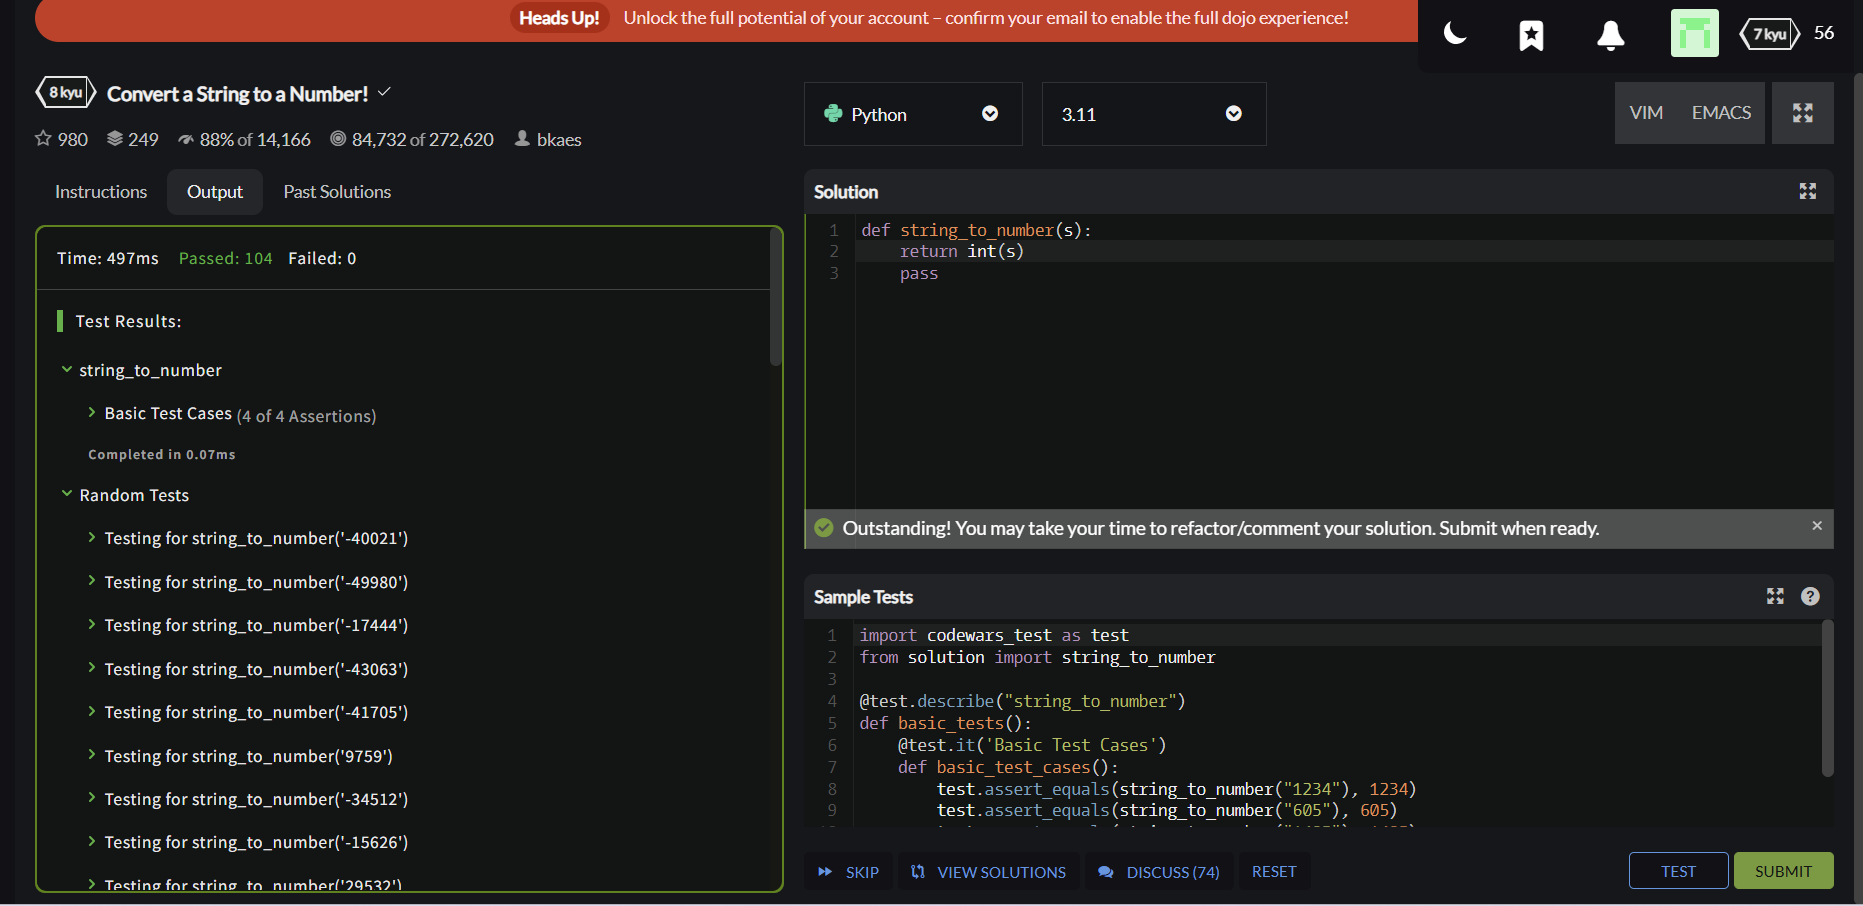 Heads Up! Unlock the full potential of your account – confirm your email to enable the full dojo experience!
7 kyu 56
8 kyu Convert a String to a Number!
980 249 88% of 14,166 84,732 of 272,620 bkaes
Instructions Output Past Solutions
Time: 497ms Passed: 104 Failed: 0
Test Results:
string_to_number
Basic Test Cases (4 of 4 Assertions)
Completed in 0.07ms
Random Tests
Testing for string_to_number('-40021')
Testing for string_to_number('-49980')
Testing for string_to_number('-17444')
Testing for string_to_number('-43063')
Testing for string_to_number('-41705')
Testing for string_to_number('9759')
Testing for string_to_number('-34512')
Testing for string_to_number('-15626')
Testing for string_to_number('29532')
Python 3.11 VIM EMACS
Solution
1 def string_to_number(s):
2     return int(s)
3     pass
Outstanding! You may take your time to refactor/comment your solution. Submit when ready.
Sample Tests
1 import codewars_test as test
2 from solution import string_to_number
3
4 @test.describe("string_to_number")
5 def basic_tests():
6     @test.it('Basic Test Cases')
7     def basic_test_cases():
8         test.assert_equals(string_to_number("1234"), 1234)
9         test.assert_equals(string_to_number("605"), 605)
SKIP VIEW SOLUTIONS DISCUSS (74) RESET TEST SUBMIT